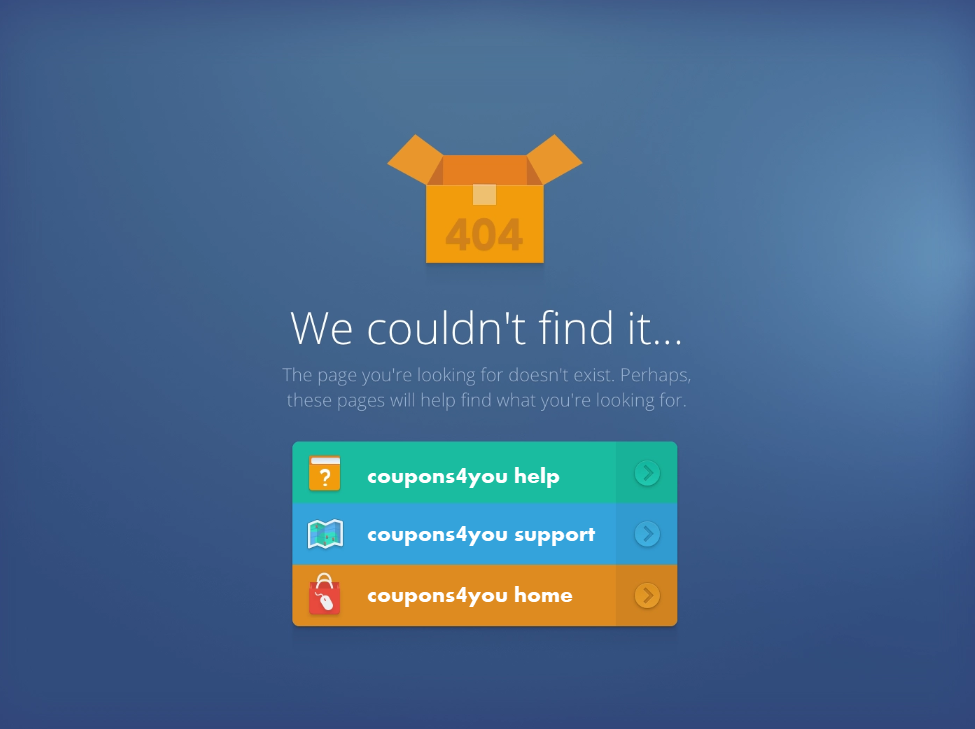 404
We couldn't find it...
The page you're looking for doesn't exist. Perhaps,
these pages will help find what you're looking for.
?
coupons4you help
coupons4you support
coupons4you home